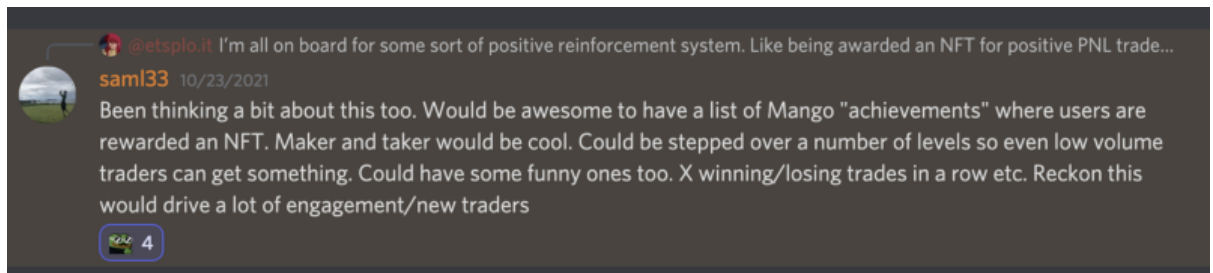 @etsplo.it I'm all on board for some sort of positive reinforcement system. Like being awarded an NFT for positive PNL trade...
saml33 10/23/2021
Been thinking a bit about this too. Would be awesome to have a list of Mango "achievements" where users are
rewarded an NFT. Maker and taker would be cool. Could be stepped over a number of levels so even low volume
traders can get something. Could have some funny ones too. X winning/losing trades in a row etc. Reckon this
would drive a lot of engagement/new traders
4